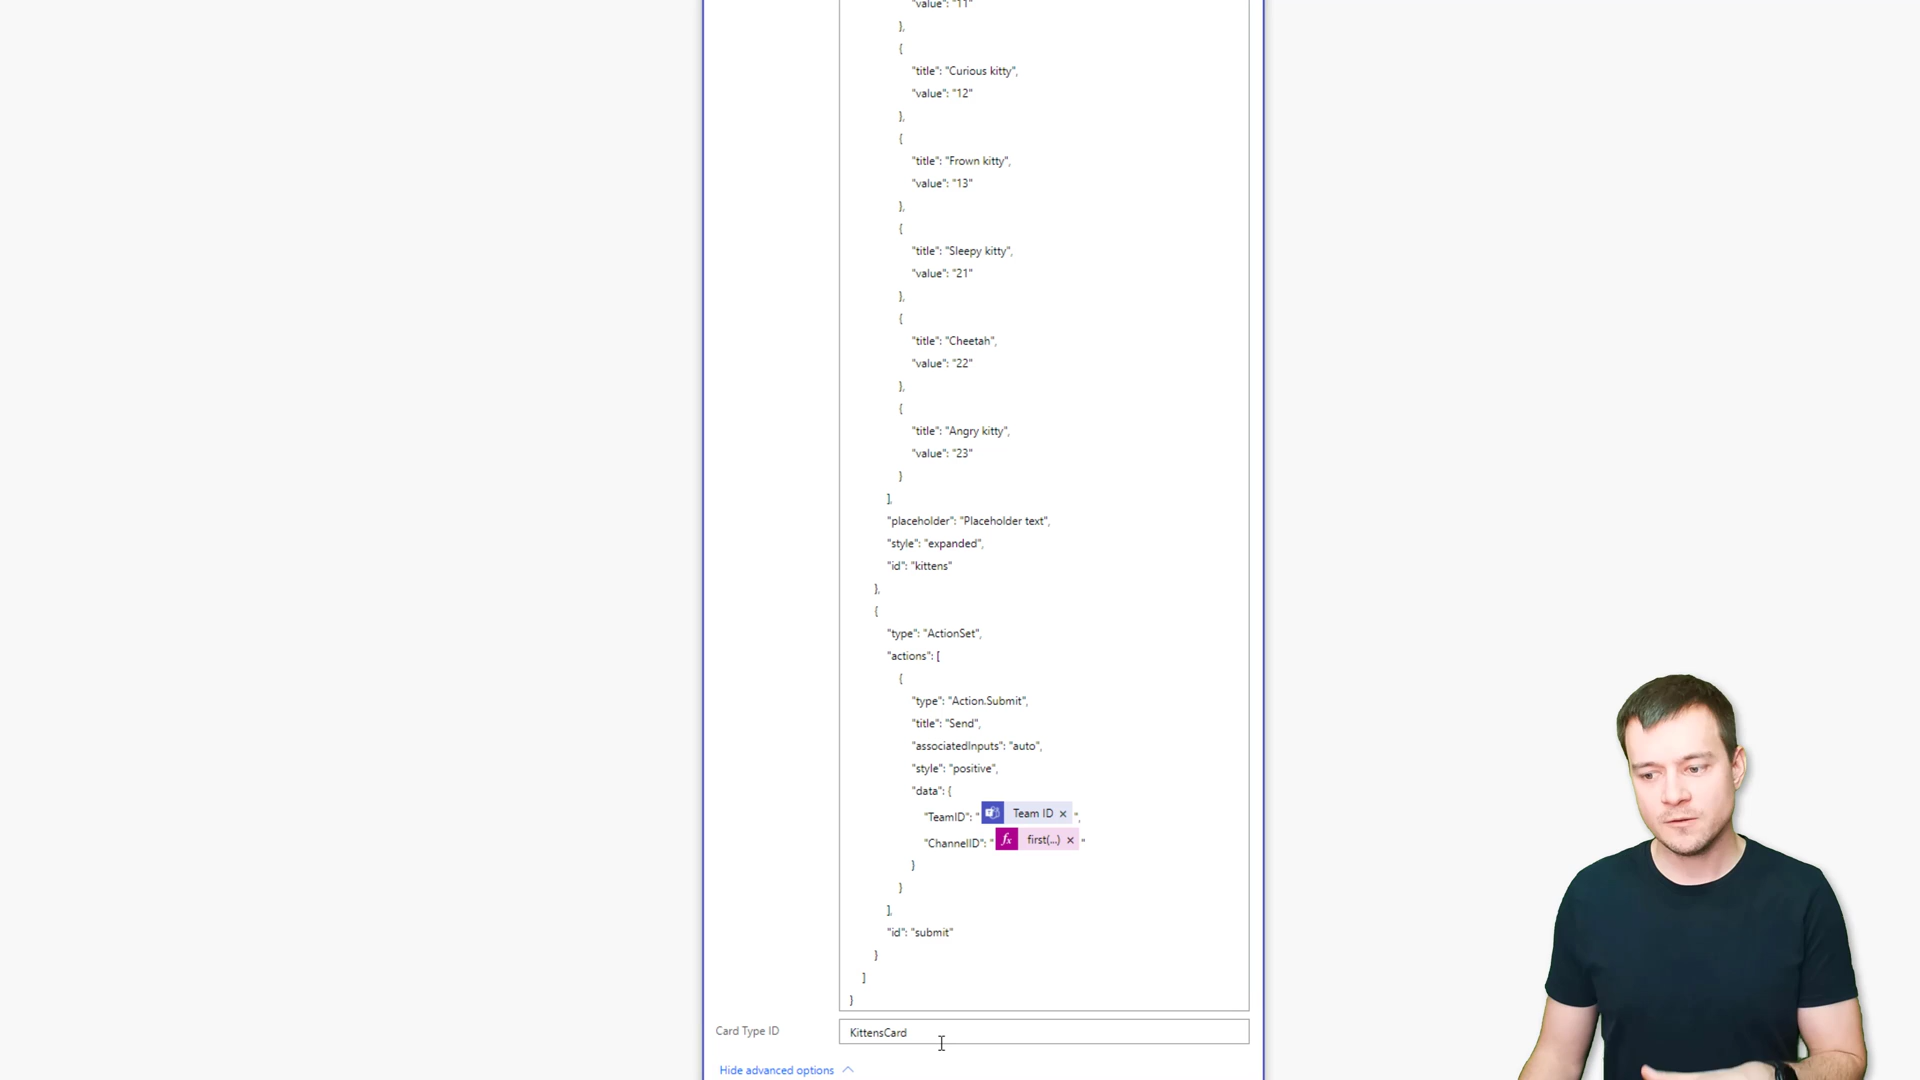 "value": "11"
},
{
"title": "Curious kitty",
"value": "12"
},
{
"title": "Frown kitty",
"value": "13"
},
{
"title": "Sleepy kitty",
"value": "21"
},
{
"title": "Cheetah",
"value": "22"
},
{
"title": "Angry kitty",
"value": "23"
}
],
"placeholder": "Placeholder text",
"style": "expanded",
"id": "kittens"
},
{
"type": "ActionSet",
"actions": [
{
"type": "Action.Submit",
"title": "Send",
"associatedInputs": "auto",
"style": "positive",
"data": {
"TeamID": " Team ID × ",
"ChannelID": " fx first(...) × "
}
}
],
"id": "submit"
}
]
}
Card Type ID KittensCard
Hide advanced options